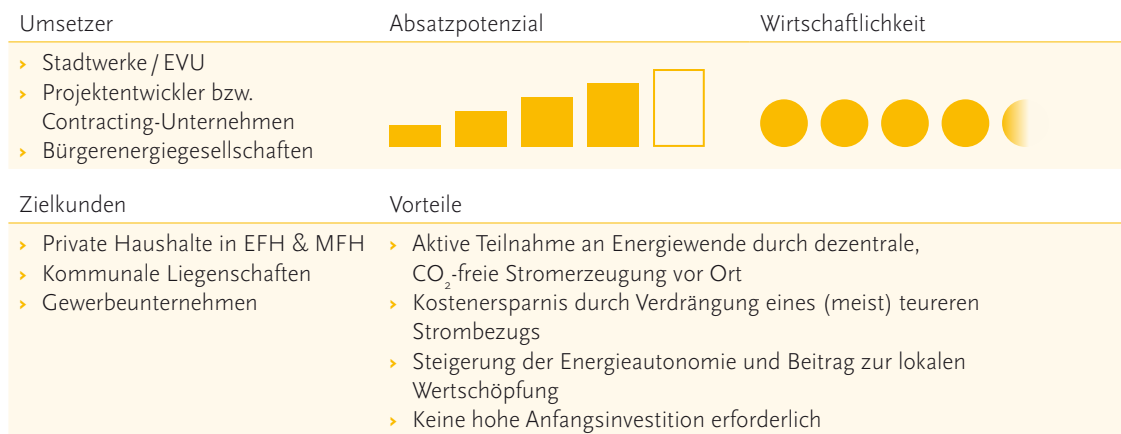 Umsetzer
Absatzpotenzial
Wirtschaftlichkeit
› Stadtwerke / EVU
› Projektentwickler bzw.
Contracting-Unternehmen
› Bürgerenergiegesellschaften
Zielkunden
› Private Haushalte in EFH & MFH
› Kommunale Liegenschaften
› Gewerbeunternehmen
Vorteile
› Aktive Teilnahme an Energiewende durch dezentrale,
CO₂-freie Stromerzeugung vor Ort
› Kostenersparnis durch Verdrängung eines (meist) teureren
Strombezugs
› Steigerung der Energieautonomie und Beitrag zur lokalen
Wertschöpfung
› Keine hohe Anfangsinvestition erforderlich